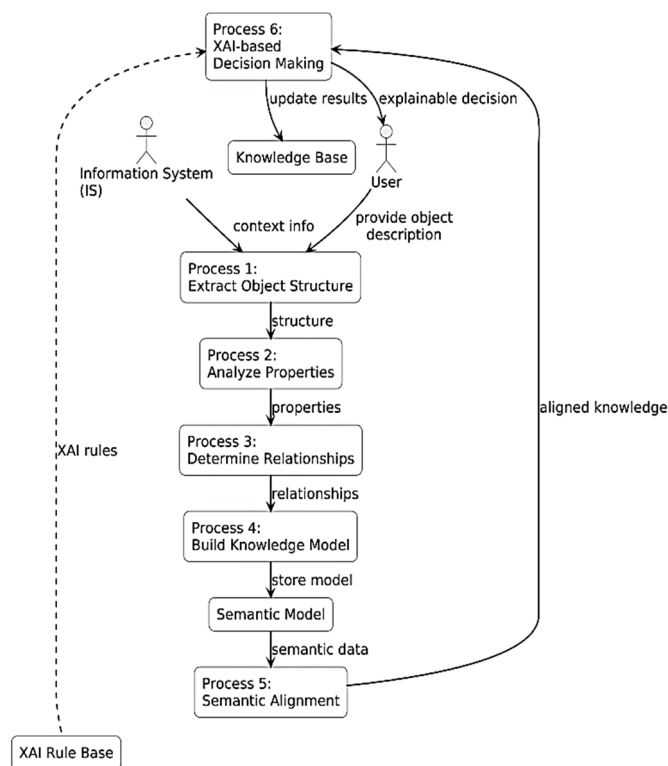 Process 6:
XAI-based
Decision Making
update results
explainable decision
Knowledge Base
Information System
(IS)
User
context info
provide object
description
Process 1:
Extract Object Structure
structure
Process 2:
Analyze Properties
properties
aligned knowledge
Process 3:
Determine Relationships
XAI rules
relationships
Process 4:
Build Knowledge Model
store model
Semantic Model
semantic data
Process 5:
Semantic Alignment
XAI Rule Base